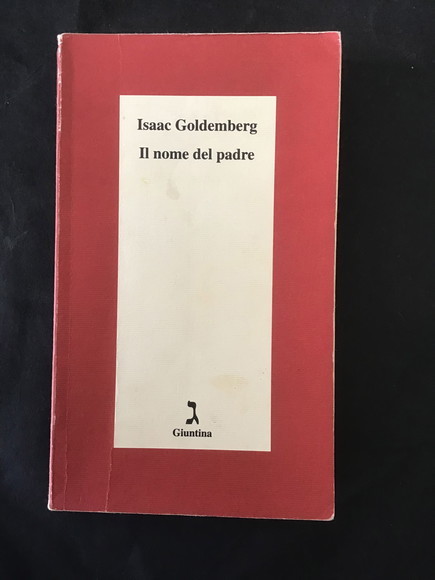 Isaac Goldemberg
Il nome del padre
ג
Giuntina